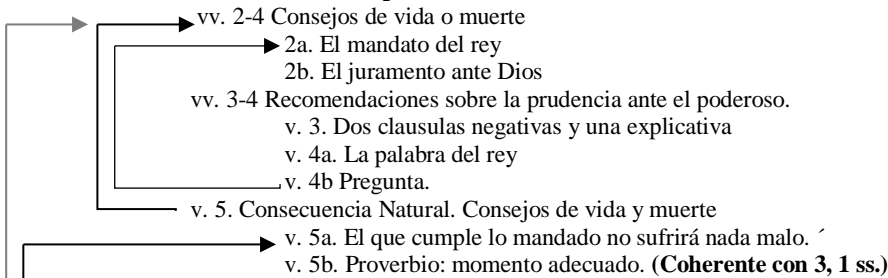 vv. 2-4 Consejos de vida o muerte
2a. El mandato del rey
2b. El juramento ante Dios
vv. 3-4 Recomendaciones sobre la prudencia ante el poderoso.
v. 3. Dos clausulas negativas y una explicativa
v. 4a. La palabra del rey
v. 4b Pregunta.
v. 5. Consecuencia Natural. Consejos de vida y muerte
v. 5a. El que cumple lo mandado no sufrirá nada malo. ´
v. 5b. Proverbio: momento adecuado. (Coherente con 3, 1 ss.)